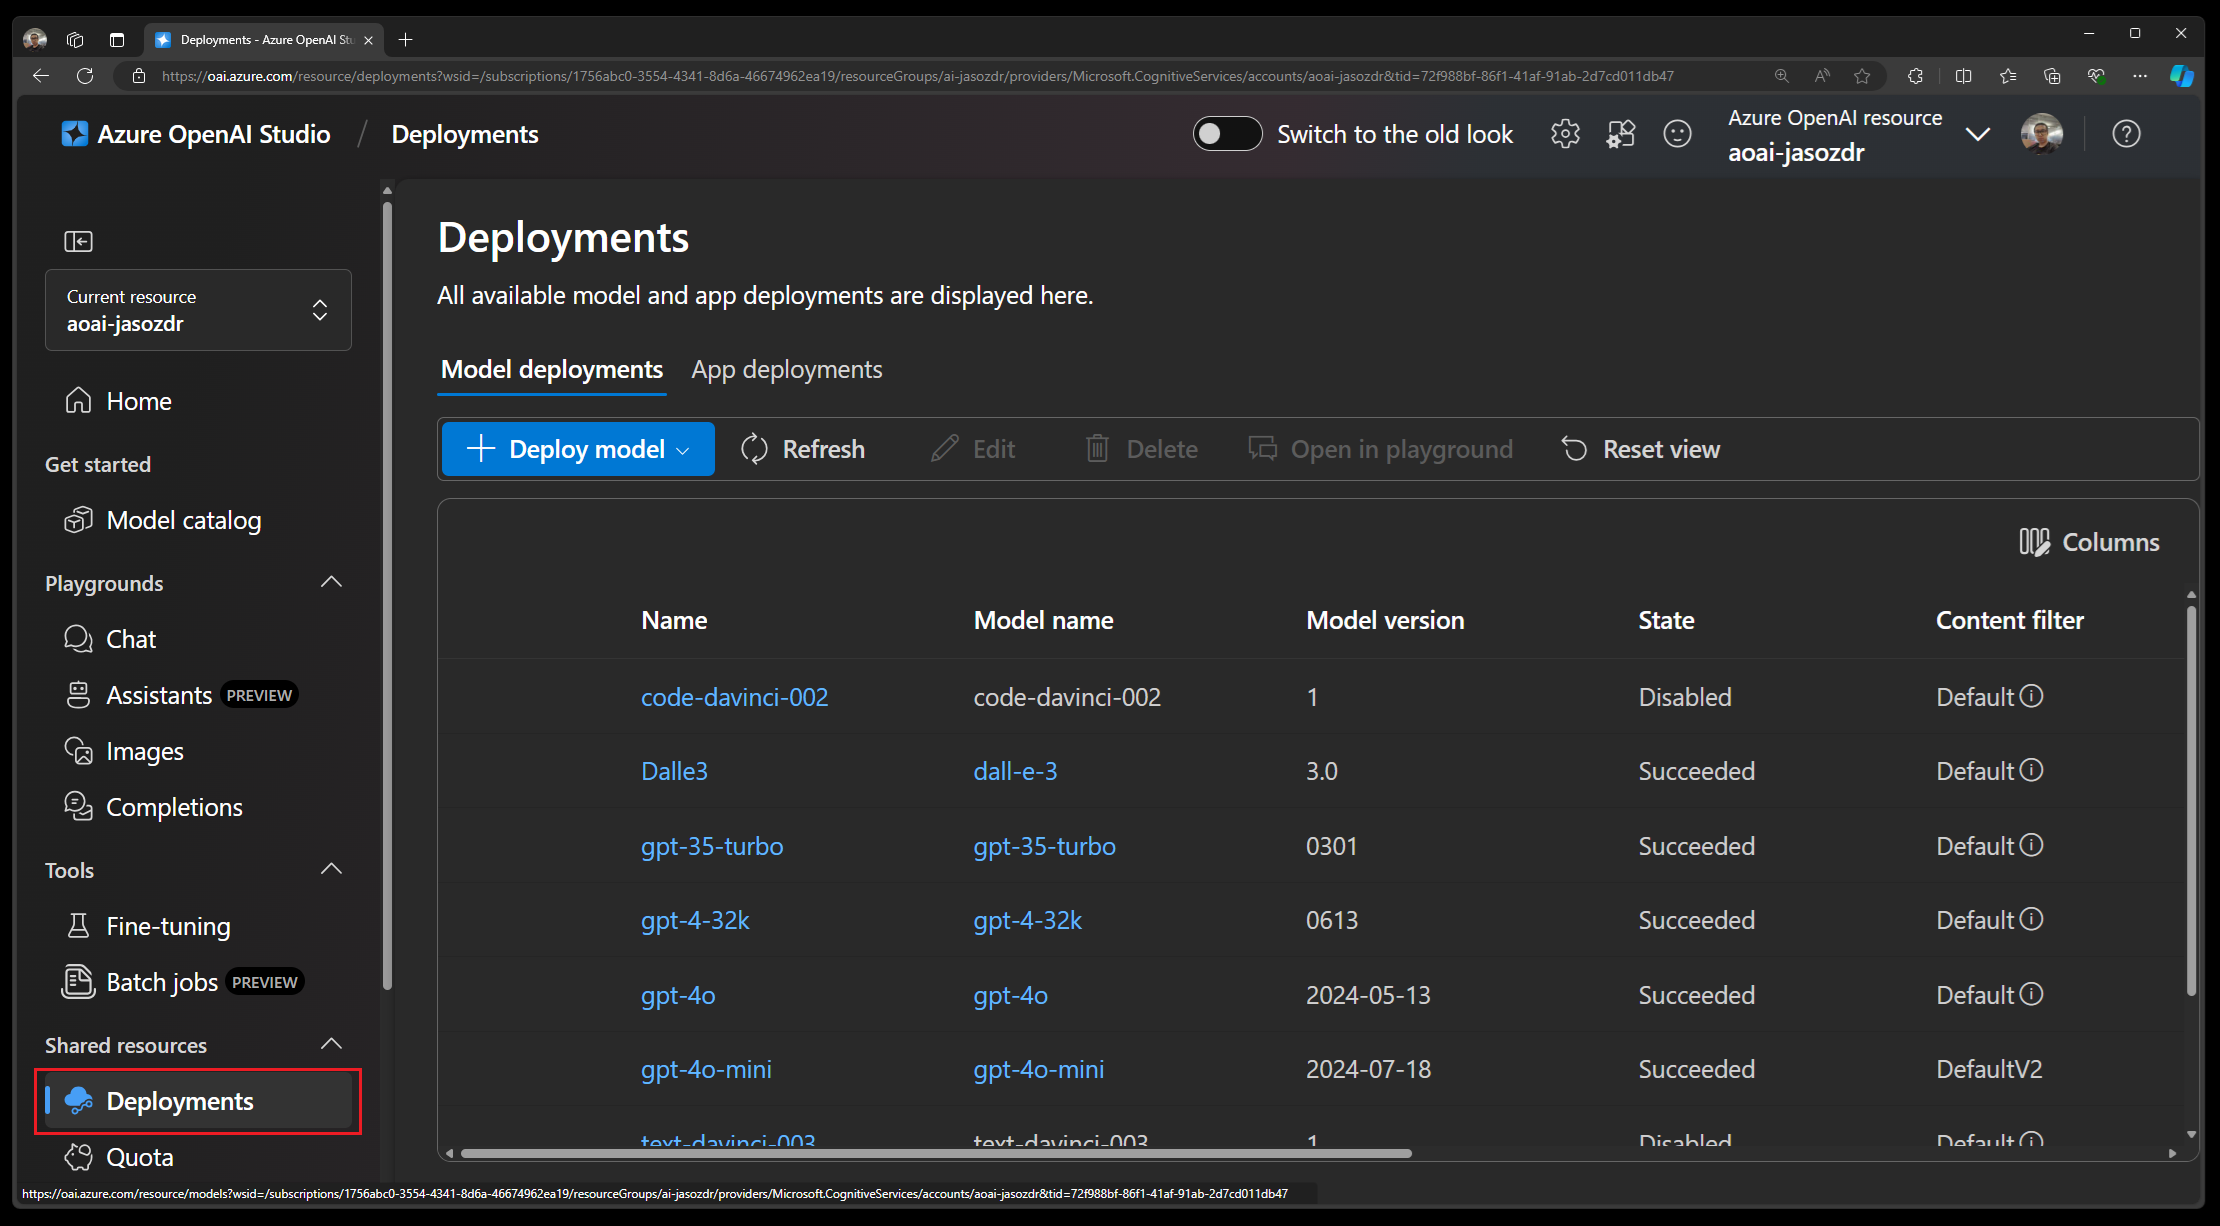 Deployments - Azure OpenAI Stu
https://oai.azure.com/resource/deployments?wsid=/subscriptions/1756abc0-3554-4341-8d6a-46674962ea19/resourceGroups/ai-jasozdr/providers/Microsoft.CognitiveServices/accounts/aoai-jasozdr&tid=72f988bf-86f1-41af-91ab-2d7cd011db47
Azure OpenAI Studio / Deployments
Switch to the old look
Azure OpenAI resource
aoai-jasozdr
Current resource
aoai-jasozdr
Home
Get started
Model catalog
Playgrounds
Chat
Assistants PREVIEW
Images
Completions
Tools
Fine-tuning
Batch jobs PREVIEW
Shared resources
Deployments
Quota
Deployments
All available model and app deployments are displayed here.
Model deployments App deployments
Deploy model Refresh Edit Delete Open in playground Reset view
Columns
Name Model name Model version State Content filter
code-davinci-002 code-davinci-002 1 Disabled Default
Dalle3 dall-e-3 3.0 Succeeded Default
gpt-35-turbo gpt-35-turbo 0301 Succeeded Default
gpt-4-32k gpt-4-32k 0613 Succeeded Default
gpt-4o gpt-4o 2024-05-13 Succeeded Default
gpt-4o-mini gpt-4o-mini 2024-07-18 Succeeded DefaultV2
text-davinci-003 text-davinci-003 1 Disabled Default
https://oai.azure.com/resource/models?wsid=/subscriptions/1756abc0-3554-4341-8d6a-46674962ea19/resourceGroups/ai-jasozdr/providers/Microsoft.CognitiveServices/accounts/aoai-jasozdr&tid=72f988bf-86f1-41af-91ab-2d7cd011db47